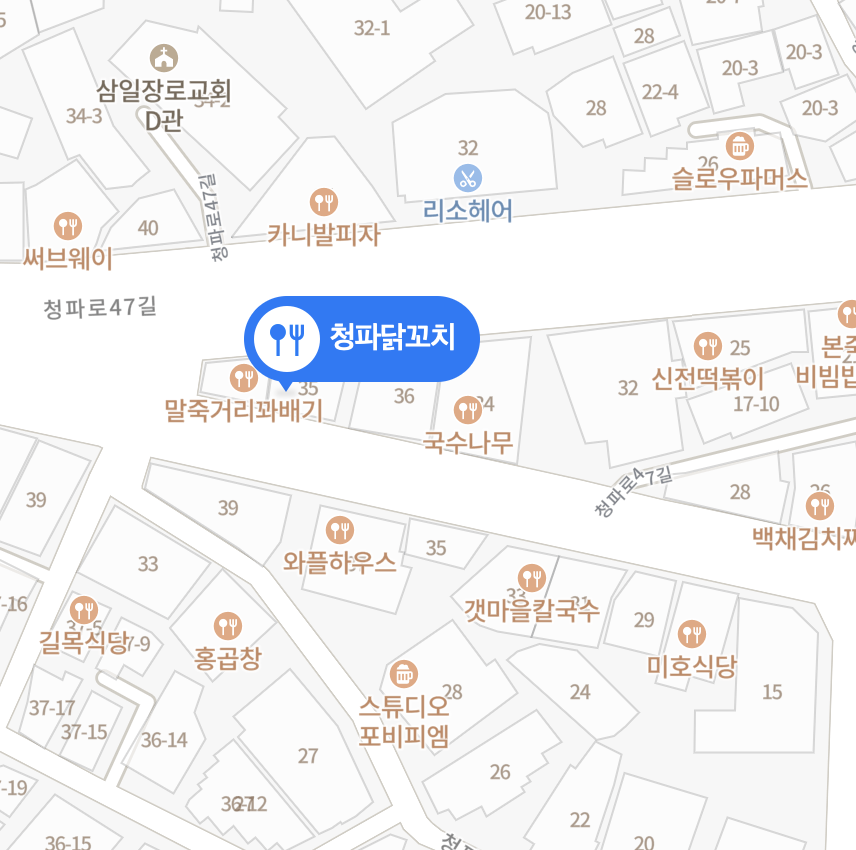 32-1
20-13
28
20-3
20-3
22-4
28
20-3
삼일장로교회
D관
34-3
34-2
32
26
슬로우파머스
리소헤어
청파로47길
카니발피자
40
써브웨이
청파로47길
청파닭꼬치
35
말죽거리꽈배기
36
34
국수나무
32
25
신전떡볶이
17-10
본죽
비빔밥
청파로47길
28
26
백채김치찌
39
39
33
와플하우스
35
33
31
갯마을칼국수
29
미호식당
15
-16
37-5
7-9
길목식당
홍곱창
스튜디오
포비피엠
28
24
37-17
37-15
36-14
27
26
36-12
27
22
20
-19
36-15
청파